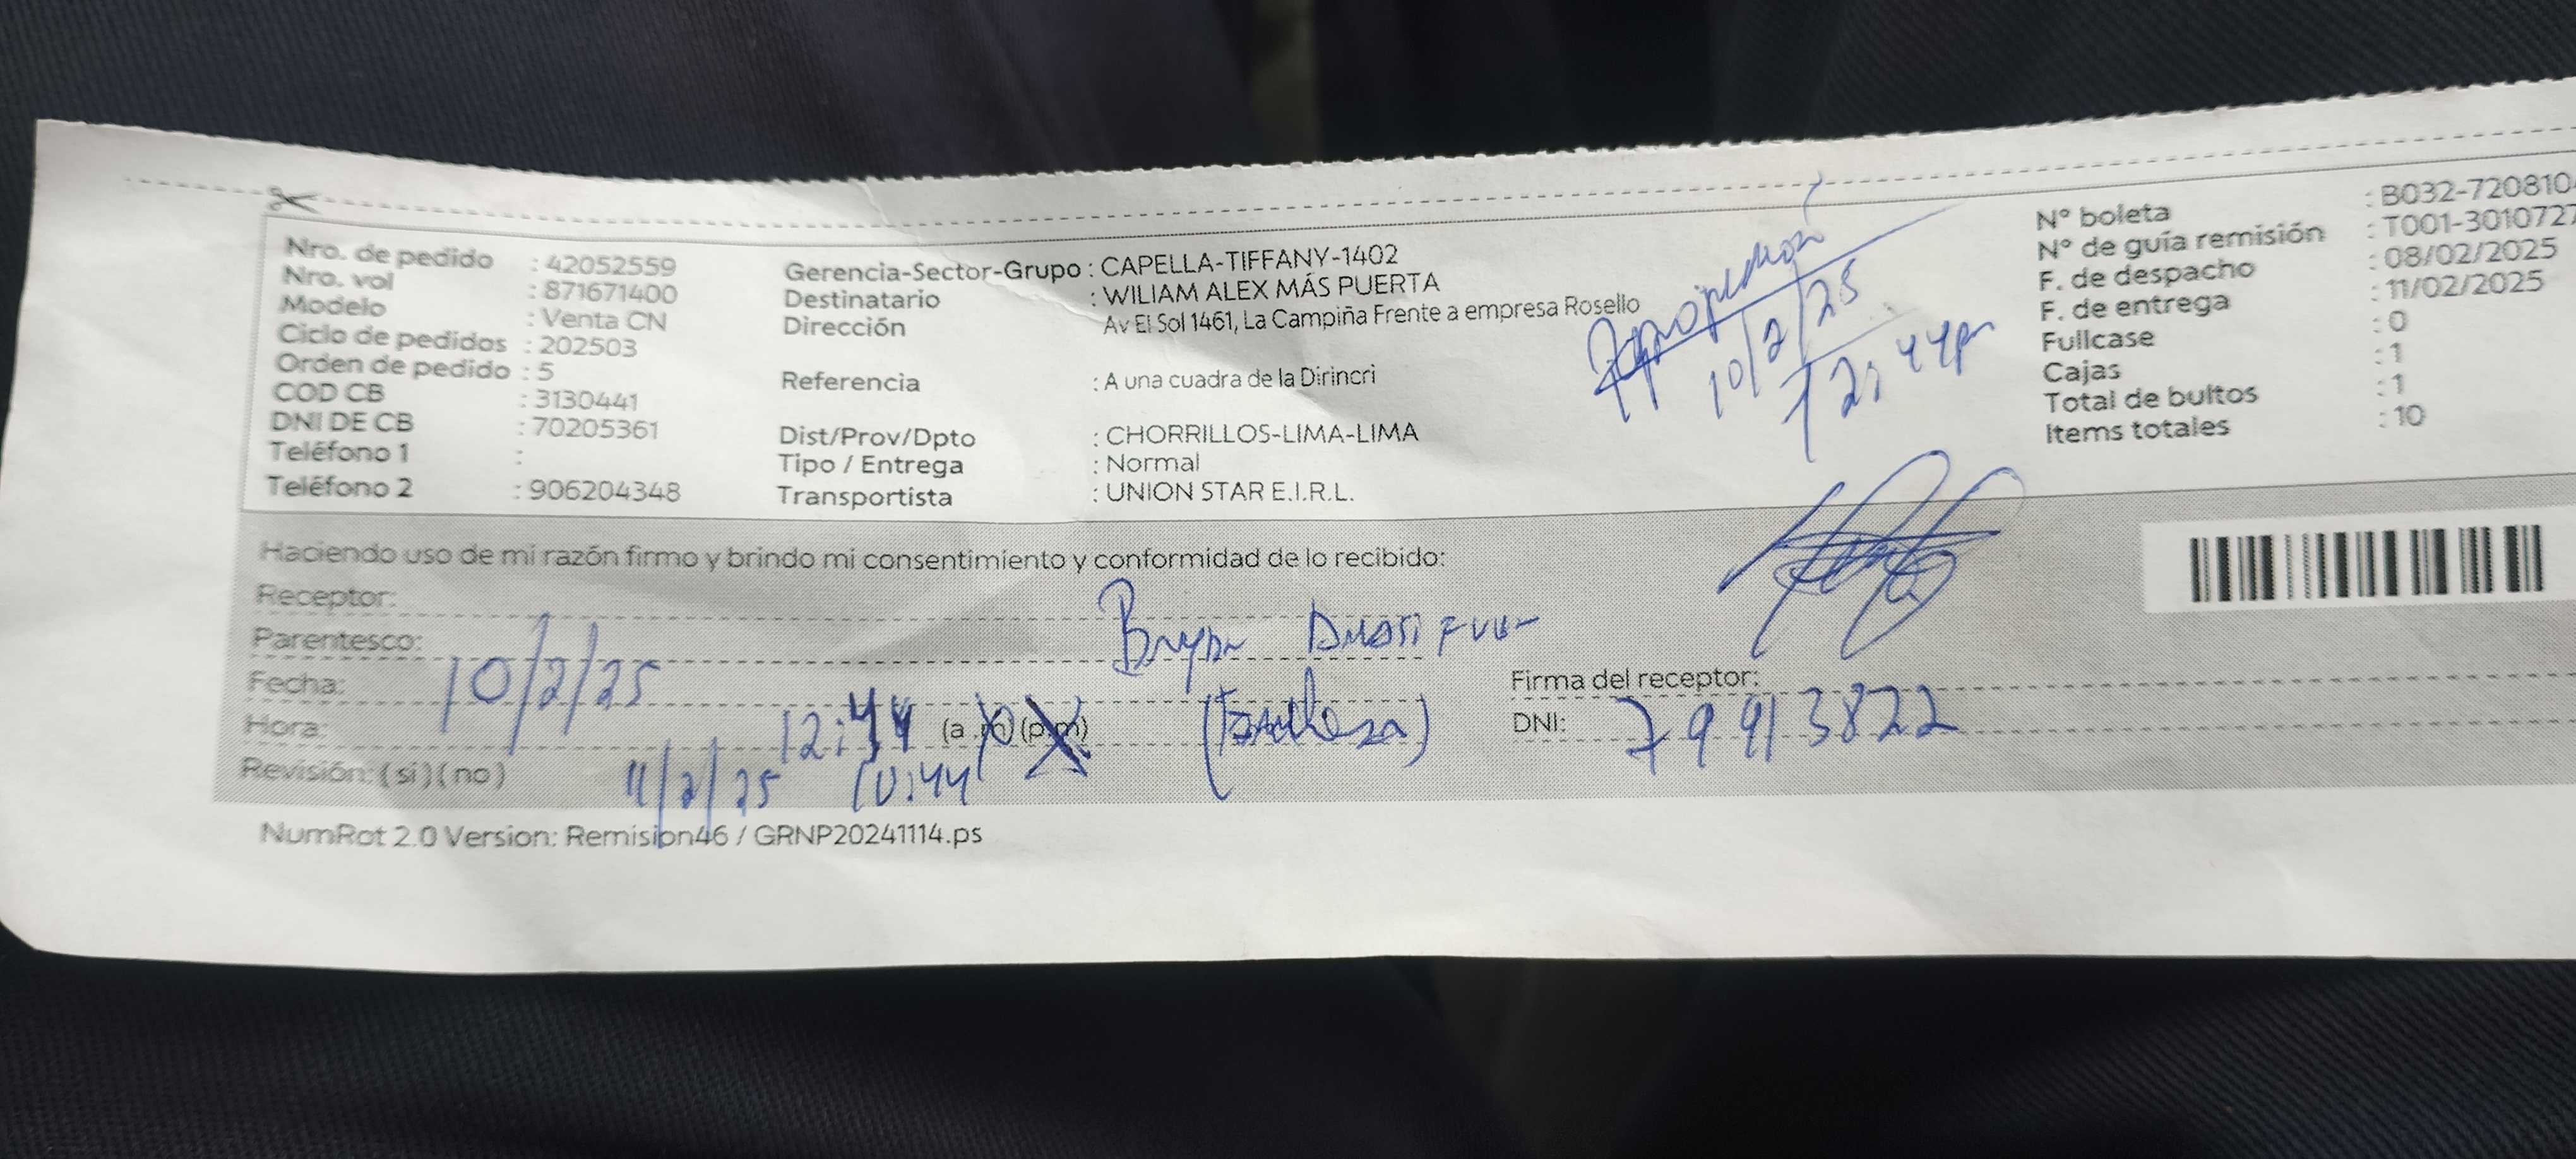 Nro. de pedido : 42052559
Nro. vol : 871671400
Modelo : Venta CN
Ciclo de pedidos : 202503
Orden de pedido : 5
COD CB : 3130441
DNI DE CB : 70205361
Teléfono 1 :
Teléfono 2 : 906204348
Gerencia-Sector-Grupo : CAPELLA-TIFFANY-1402
Destinatario : WILIAM ALEX MÁS PUERTA
Dirección Av El Sol 1461, La Campiña Frente a empresa Rosello
Referencia : A una cuadra de la Dirincri
Dist/Prov/Dpto : CHORRILLOS-LIMA-LIMA
Tipo / Entrega : Normal
Transportista : UNION STAR E.I.R.L.
10/2/25
12:44pm
N° boleta : B032-720810
N° de guía remisión : T001-3010727
F. de despacho : 08/02/2025
F. de entrega : 11/02/2025
Fullcase : 0
Cajas : 1
Total de bultos : 1
Items totales : 10
Haciendo uso de mi razón firmo y brindo mi consentimiento y conformidad de lo recibido:
Receptor:
Parentesco:
Fecha: 10/2/25
Hora: 12:44 (a.m) (p.m)
Revisión: (si) (no) 11/2/25 10:44
Firma del receptor:
DNI: 79913822
NumRot 2.0 Version: Remision46 / GRNP20241114.ps